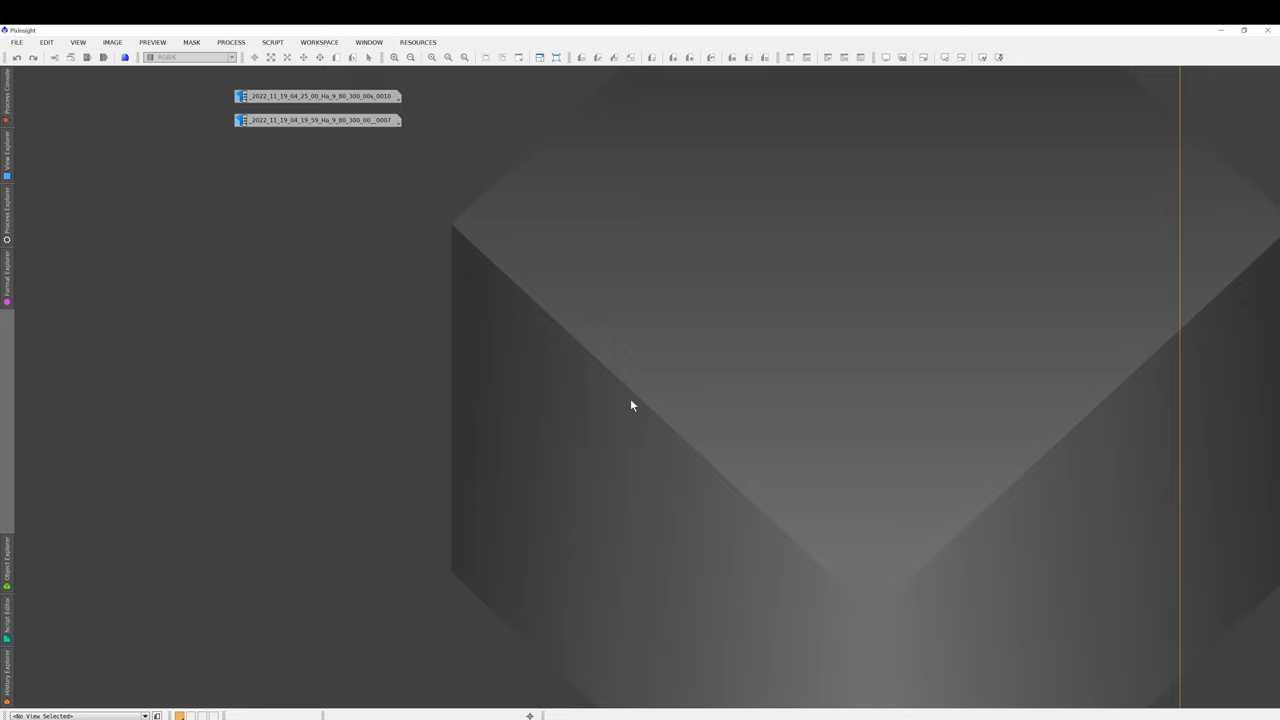 PixInsight
FILE EDIT VIEW IMAGE PREVIEW MASK PROCESS SCRIPT WORKSPACE WINDOW RESOURCES
RGB/K
Process Console
View Explorer
Process Explorer
Format Explorer
Object Explorer
Script Editor
History Explorer
_2022_11_19_04_25_00_Ha_9_80_300_00s_0010
_2022_11_19_04_19_59_Ha_9_80_300_00__0007
<No View Selected>